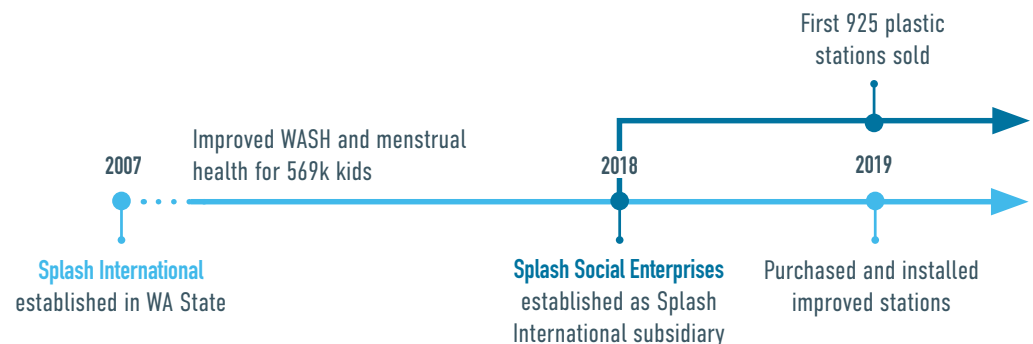 First 925 plastic
stations sold
Improved WASH and menstrual
health for 569k kids
2007
2018
2019
Splash International
established in WA State
Splash Social Enterprises
established as Splash
International subsidiary
Purchased and installed
improved stations